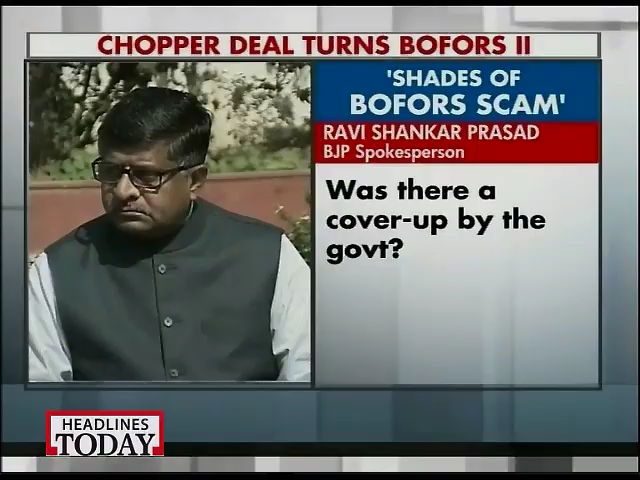 CHOPPER DEAL TURNS BOFORS II
'SHADES OF
BOFORS SCAM'
RAVI SHANKAR PRASAD
BJP Spokesperson
Was there a
cover-up by the
govt?
HEADLINES
TODAY